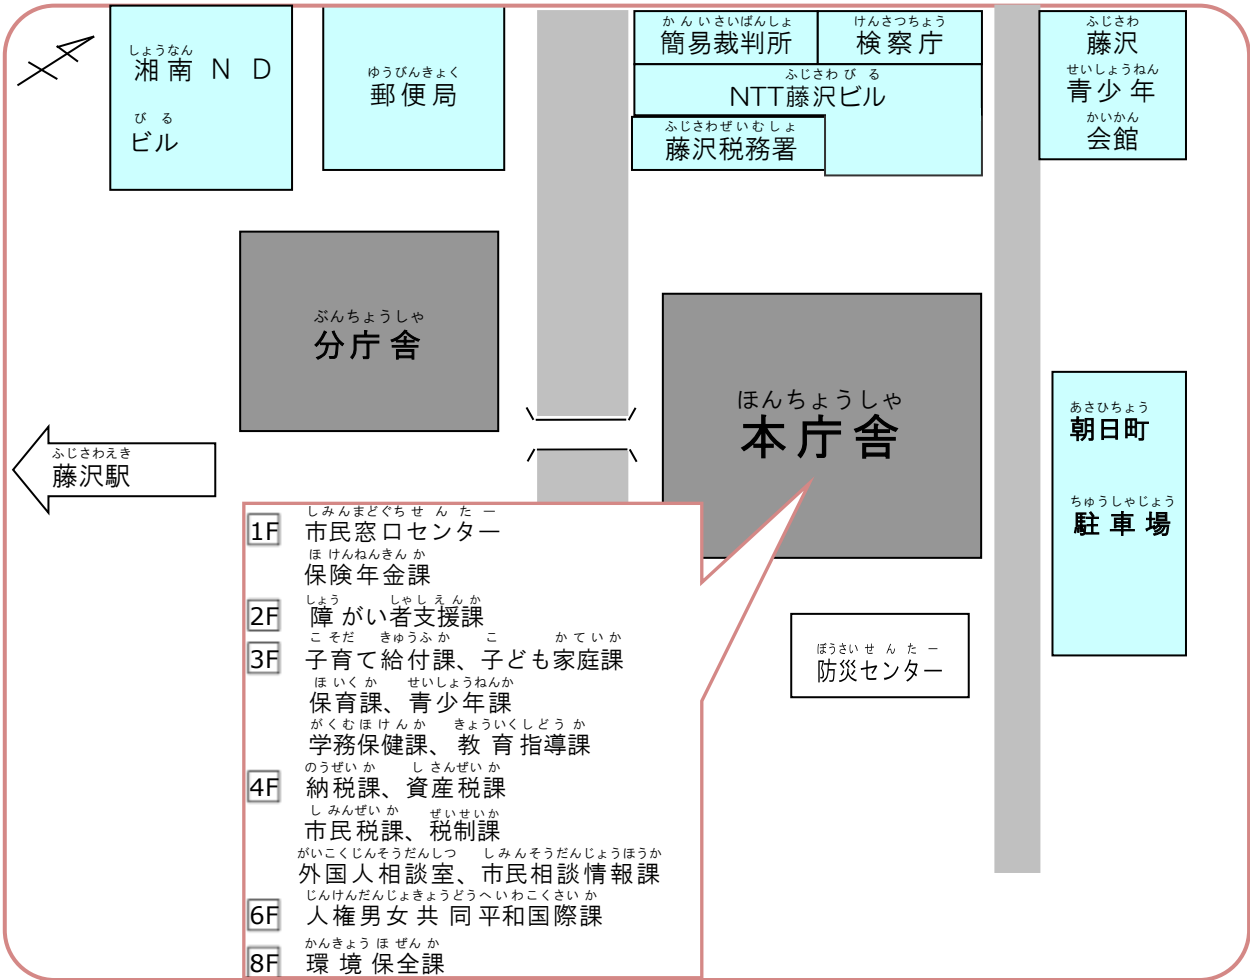 しょうなん
湘南 N D
び る
ビル
ゆうびんきょく
郵便局
かんいさいばんしょ
簡易裁判所
けんさつちょう
検察庁
ふじさわ び る
NTT藤沢ビル
ふじさわぜいむしょ
藤沢税務署
ふじさわ
藤沢
せいしょうねん
青少年
かいかん
会館
ぶんちょうしゃ
分庁舎
ほんちょうしゃ
本庁舎
あさひちょう
朝日町
ちゅうしゃじょう
駐車場
ふじさわえき
藤沢駅
ぼうさい せ ん た ー
防災センター
しみんまどぐち せ ん た ー
1F 市民窓口センター
ほ けんねんきん か
保険年金課
しょう しゃ し え ん か
2F 障がい者支援課
こ そだ きゅうふ か こ かてい か
3F 子育て給付課、子ども家庭課
ほ いく か せいしょうねんか
保育課、青少年課
がくむ ほ け ん か きょういくしどう か
学務保健課、教育指導課
のうぜい か し さんぜい か
4F 納税課、資産税課
し みんぜい か ぜいせい か
市民税課、税制課
がいこくじんそうだんしつ しみんそうだんじょうほうか
外国人相談室、市民相談情報課
じんけんだんじょきょうどうへいわこくさい か
6F 人権男女共同平和国際課
かんきょう ほ ぜん か
8F 環境保全課